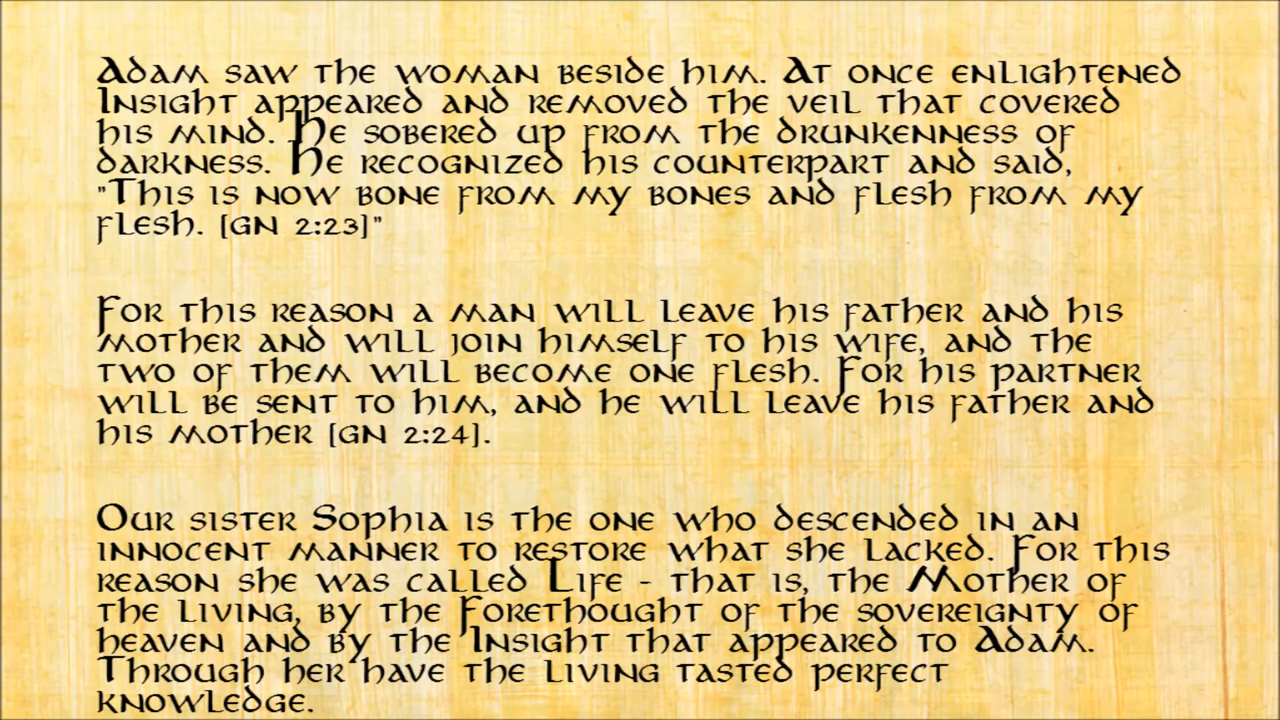 Adam saw the woman beside him. At once enlightened
Insight appeared and removed the veil that covered
his mind. He sobered up from the drunkenness of
darkness. He recognized his counterpart and said,
"This is now bone from my bones and flesh from my
flesh. [GN 2:23]"
For this reason a man will leave his father and his
mother and will join himself to his wife, and the
two of them will become one flesh. For his partner
will be sent to him, and he will leave his father and
his mother [GN 2:24].
Our sister Sophia is the one who descended in an
innocent manner to restore what she lacked. For this
reason she was called Life - that is, the Mother of
the living, by the Forethought of the sovereignty of
heaven and by the Insight that appeared to Adam.
Through her have the living tasted perfect
knowledge.